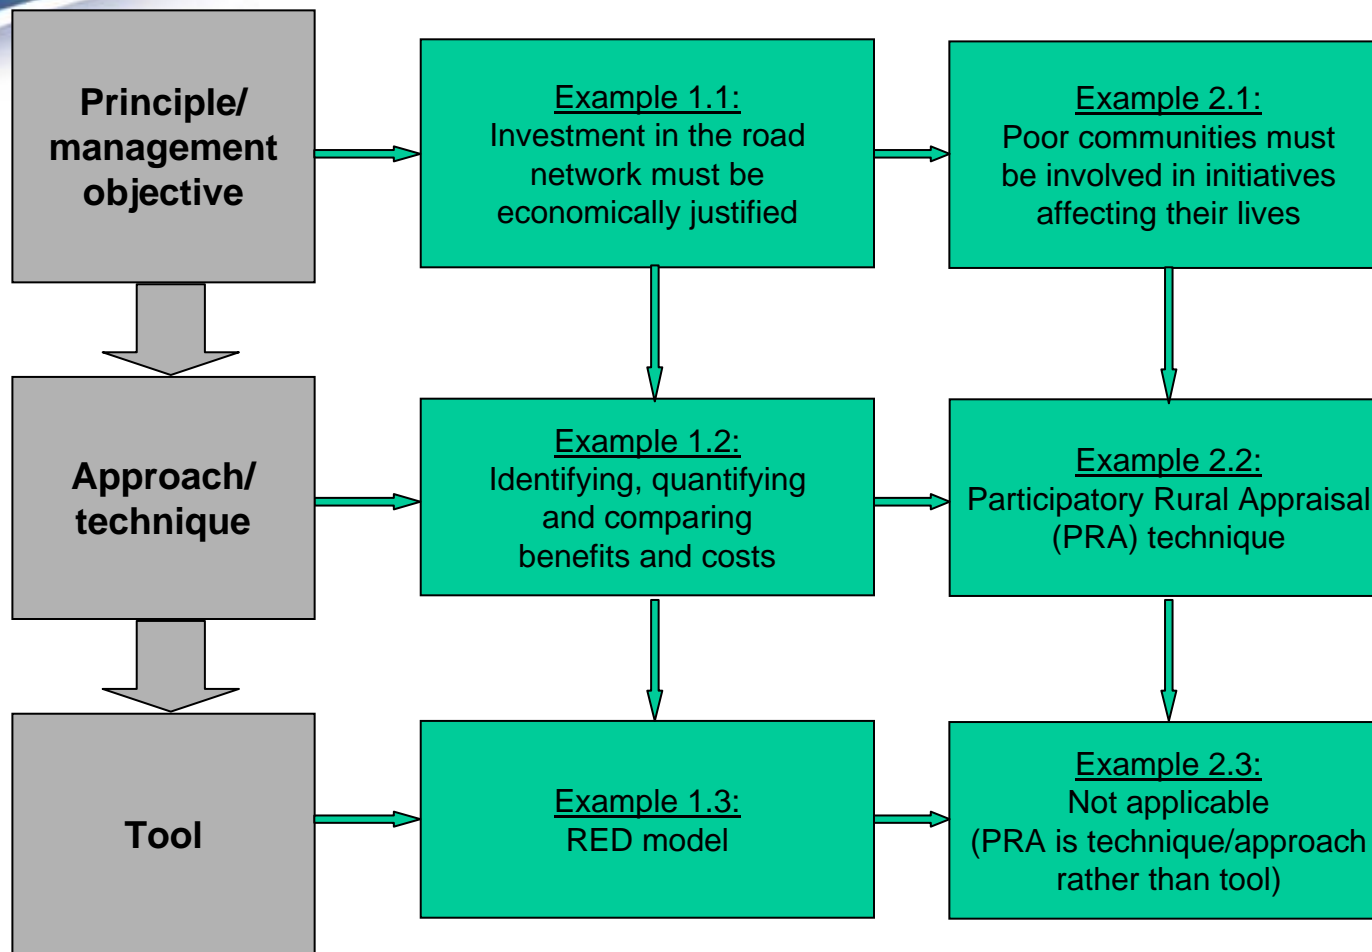 Principle/
management
objective
Example 1.1:
Investment in the road
network must be
economically justified
Example 2.1:
Poor communities must
be involved in initiatives
affecting their lives
Approach/
technique
Example 1.2:
Identifying, quantifying
and comparing
benefits and costs
Example 2.2:
Participatory Rural Appraisal
(PRA) technique
Tool
Example 1.3:
RED model
Example 2.3:
Not applicable
(PRA is technique/approach
rather than tool)